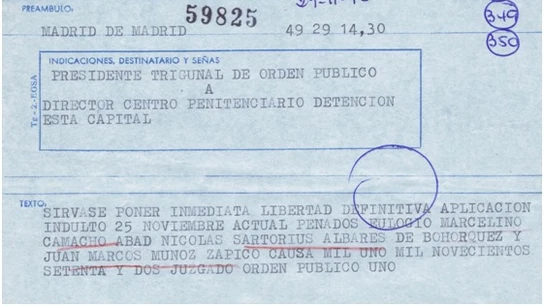 PREAMBULO:
59825
349
350
MADRID DE MADRID 49 29 14,30
INDICACIONES, DESTINATARIO Y SEÑAS
PRESIDENTE TRIGUNAL DE ORDEN PUBLICO
A
DIRECTOR CENTRO PENITENCIARIO DETENCION
ESTA CAPITAL
TEXTO:
SIRVASE PONER INMEDIATA LIBERTAD DEFINITIVA APLICACION
INDULTO 25 NOVIEMBRE ACTUAL PENADOS EULOGIO MARCELINO
CAMACHO ABAD NICOLAS SARTORIUS ALBARES DE BOHORQUEZ Y
JUAN MARCOS MUNOZ ZAPICO CAUSA MIL UNO MIL NOVECIENTOS
SETENTA Y DOS JUZGADO ORDEN PUBLICO UNO